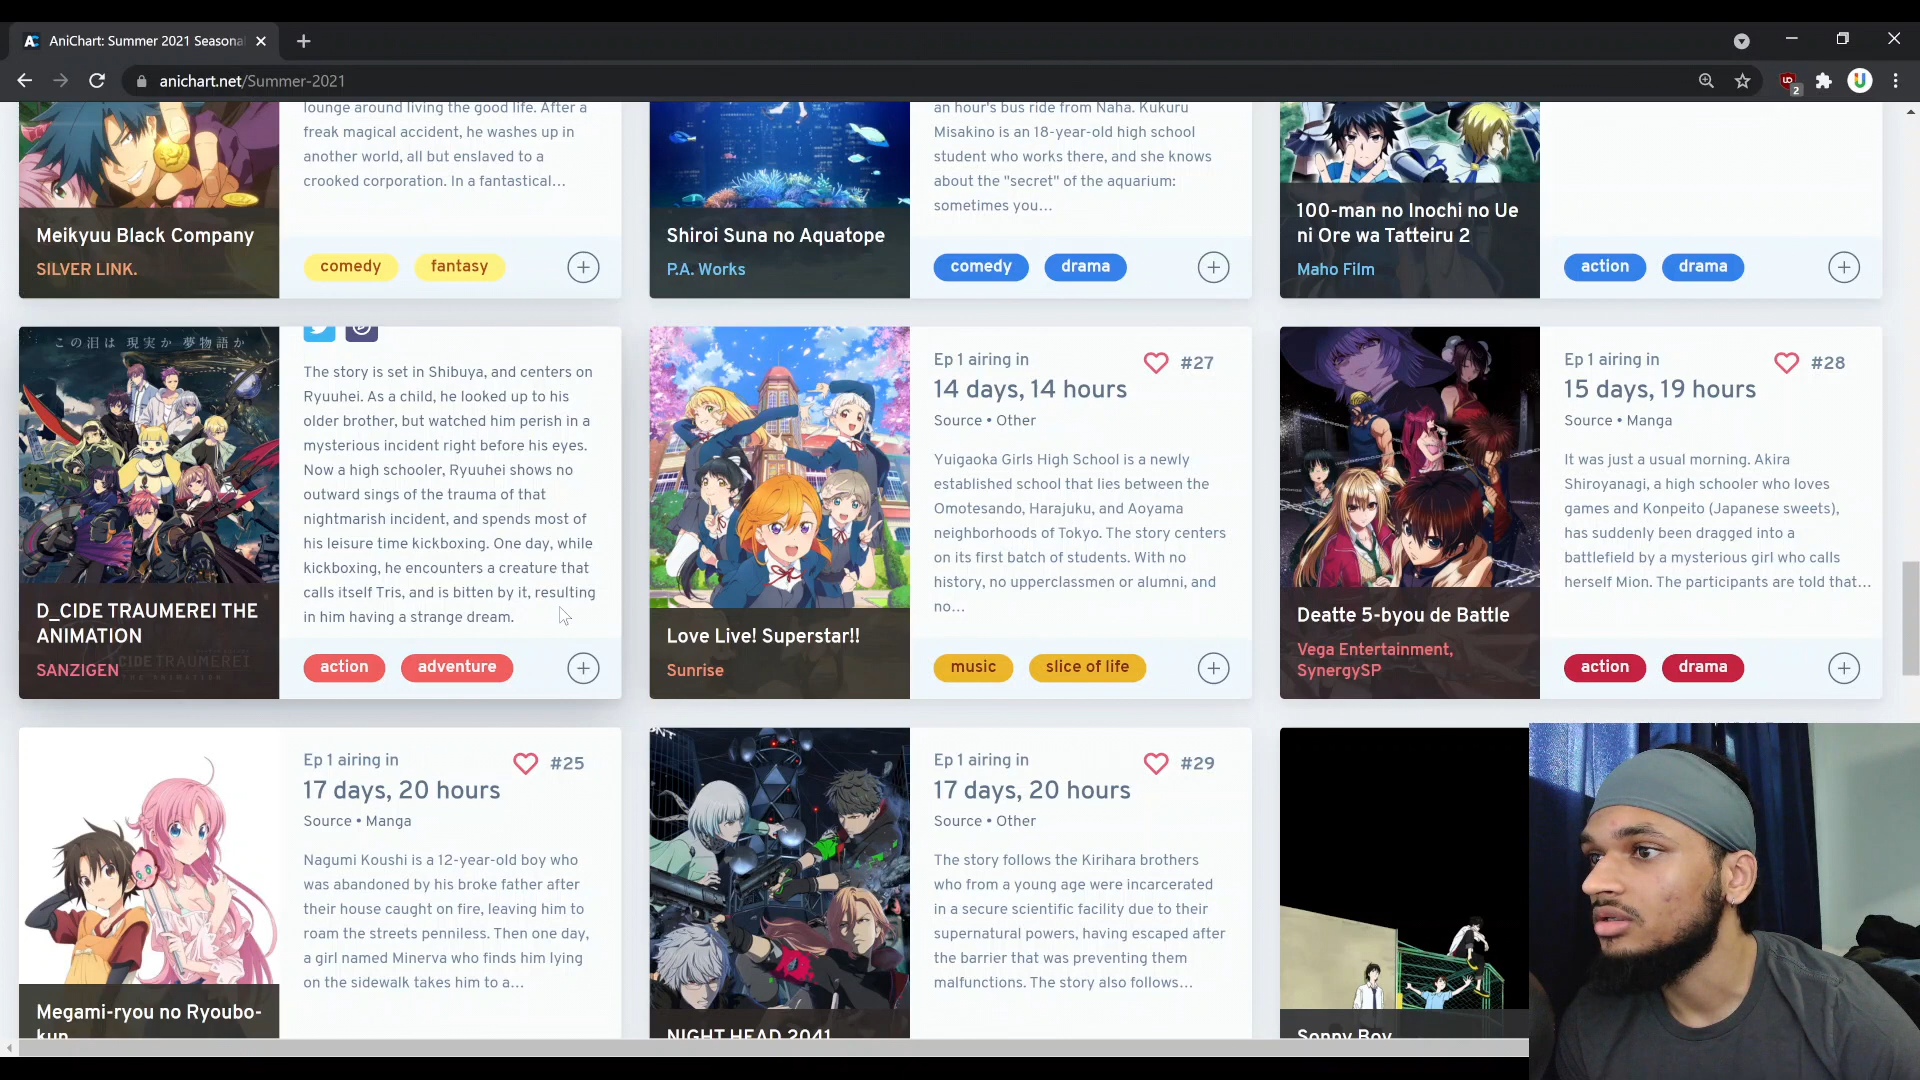 AniChart: Summer 2021 Seasonal
anichart.net/Summer-2021
2
lounge around living the good life. After a
freak magical accident, he washes up in
another world, all but enslaved to a
crooked corporation. In a fantastical…
Meikyuu Black Company
SILVER LINK.
comedy
fantasy
an hour's bus ride from Naha. Kukuru
Misakino is an 18-year-old high school
student who works there, and she knows
about the "secret" of the aquarium:
sometimes you…
Shiroi Suna no Aquatope
P.A. Works
comedy
drama
100-man no Inochi no Ue
ni Ore wa Tatteiru 2
Maho Film
action
drama
この泪は 現実か 夢物語か
The story is set in Shibuya, and centers on
Ryuuhei. As a child, he looked up to his
older brother, but watched him perish in a
mysterious incident right before his eyes.
Now a high schooler, Ryuuhei shows no
outward sings of the trauma of that
nightmarish incident, and spends most of
his leisure time kickboxing. One day, while
kickboxing, he encounters a creature that
calls itself Tris, and is bitten by it, resulting
in him having a strange dream.
D_CIDE TRAUMEREI THE
ANIMATION
SANZIGEN
action
adventure
Ep 1 airing in
#27
14 days, 14 hours
Source • Other
Yuigaoka Girls High School is a newly
established school that lies between the
Omotesando, Harajuku, and Aoyama
neighborhoods of Tokyo. The story centers
on its first batch of students. With no
history, no upperclassmen or alumni, and
no…
Love Live! Superstar!!
Sunrise
music
slice of life
Ep 1 airing in
#28
15 days, 19 hours
Source • Manga
It was just a usual morning. Akira
Shiroyanagi, a high schooler who loves
games and Konpeito (Japanese sweets),
has suddenly been dragged into a
battlefield by a mysterious girl who calls
herself Mion. The participants are told that…
Deatte 5-byou de Battle
Vega Entertainment,
SynergySP
action
drama
Ep 1 airing in
#25
17 days, 20 hours
Source • Manga
Nagumi Koushi is a 12-year-old boy who
was abandoned by his broke father after
their house caught on fire, leaving him to
roam the streets penniless. Then one day,
a girl named Minerva who finds him lying
on the sidewalk takes him to a…
Megami-ryou no Ryoubo-
kun
Ep 1 airing in
#29
17 days, 20 hours
Source • Other
The story follows the Kirihara brothers
who from a young age were incarcerated
in a secure scientific facility due to their
supernatural powers, having escaped after
the barrier that was preventing them
malfunctions. The story also follows…
NIGHT HEAD 2041
Sonny Boy